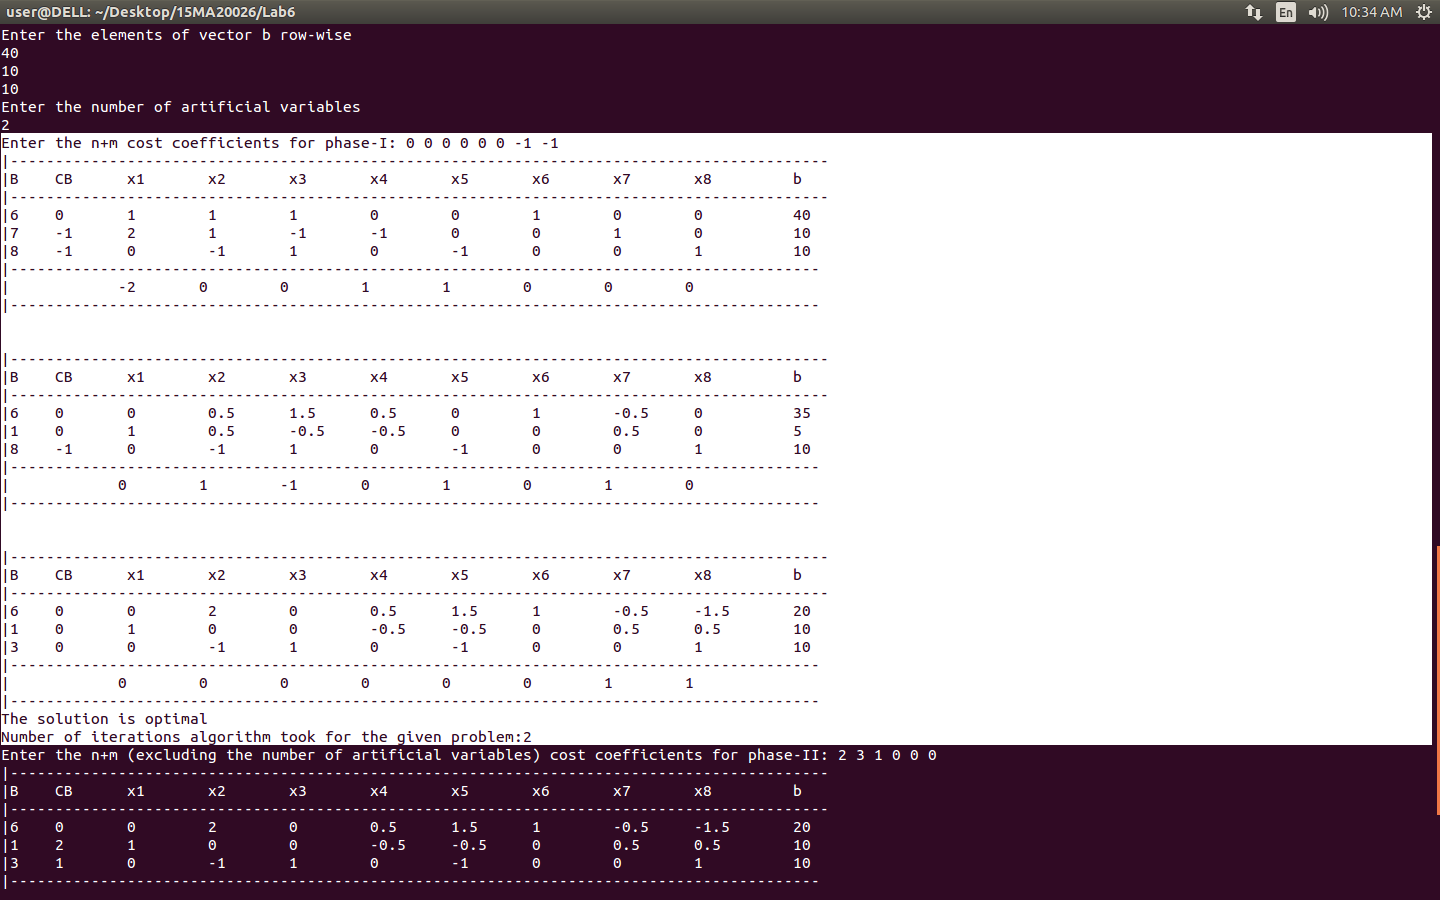 user@DELL: ~/Desktop/15MA20026/Lab6 En 10:34 AM
Enter the elements of vector b row-wise
40
10
10
Enter the number of artificial variables
2
Enter the n+m cost coefficients for phase-I: 0 0 0 0 0 0 -1 -1
|-------------------------------------------------------------------------------------------
|B    CB      x1       x2       x3       x4       x5       x6       x7       x8         b
|-------------------------------------------------------------------------------------------
|6    0       1        1        1        0        0        1        0        0          40
|7    -1      2        1        -1       -1       0        0        1        0          10
|8    -1      0        -1       1        0        -1       0        0        1          10
|------------------------------------------------------------------------------------------
|            -2       0        0        1        1        0        0        0
|------------------------------------------------------------------------------------------
|-------------------------------------------------------------------------------------------
|B    CB      x1       x2       x3       x4       x5       x6       x7       x8         b
|-------------------------------------------------------------------------------------------
|6    0       0        0.5      1.5      0.5      0        1        -0.5     0          35
|1    0       1        0.5      -0.5     -0.5     0        0        0.5      0          5
|8    -1      0        -1       1        0        -1       0        0        1          10
|------------------------------------------------------------------------------------------
|            0        1        -1       0        1        0        1        0
|------------------------------------------------------------------------------------------
|-------------------------------------------------------------------------------------------
|B    CB      x1       x2       x3       x4       x5       x6       x7       x8         b
|-------------------------------------------------------------------------------------------
|6    0       0        2        0        0.5      1.5      1        -0.5     -1.5       20
|1    0       1        0        0        -0.5     -0.5     0        0.5      0.5        10
|3    0       0        -1       1        0        -1       0        0        1          10
|------------------------------------------------------------------------------------------
|            0        0        0        0        0        0        1        1
|------------------------------------------------------------------------------------------
The solution is optimal
Number of iterations algorithm took for the given problem:2
Enter the n+m (excluding the number of artificial variables) cost coefficients for phase-II: 2 3 1 0 0 0
|-------------------------------------------------------------------------------------------
|B    CB      x1       x2       x3       x4       x5       x6       x7       x8         b
|-------------------------------------------------------------------------------------------
|6    0       0        2        0        0.5      1.5      1        -0.5     -1.5       20
|1    2       1        0        0        -0.5     -0.5     0        0.5      0.5        10
|3    1       0        -1       1        0        -1       0        0        1          10
|------------------------------------------------------------------------------------------